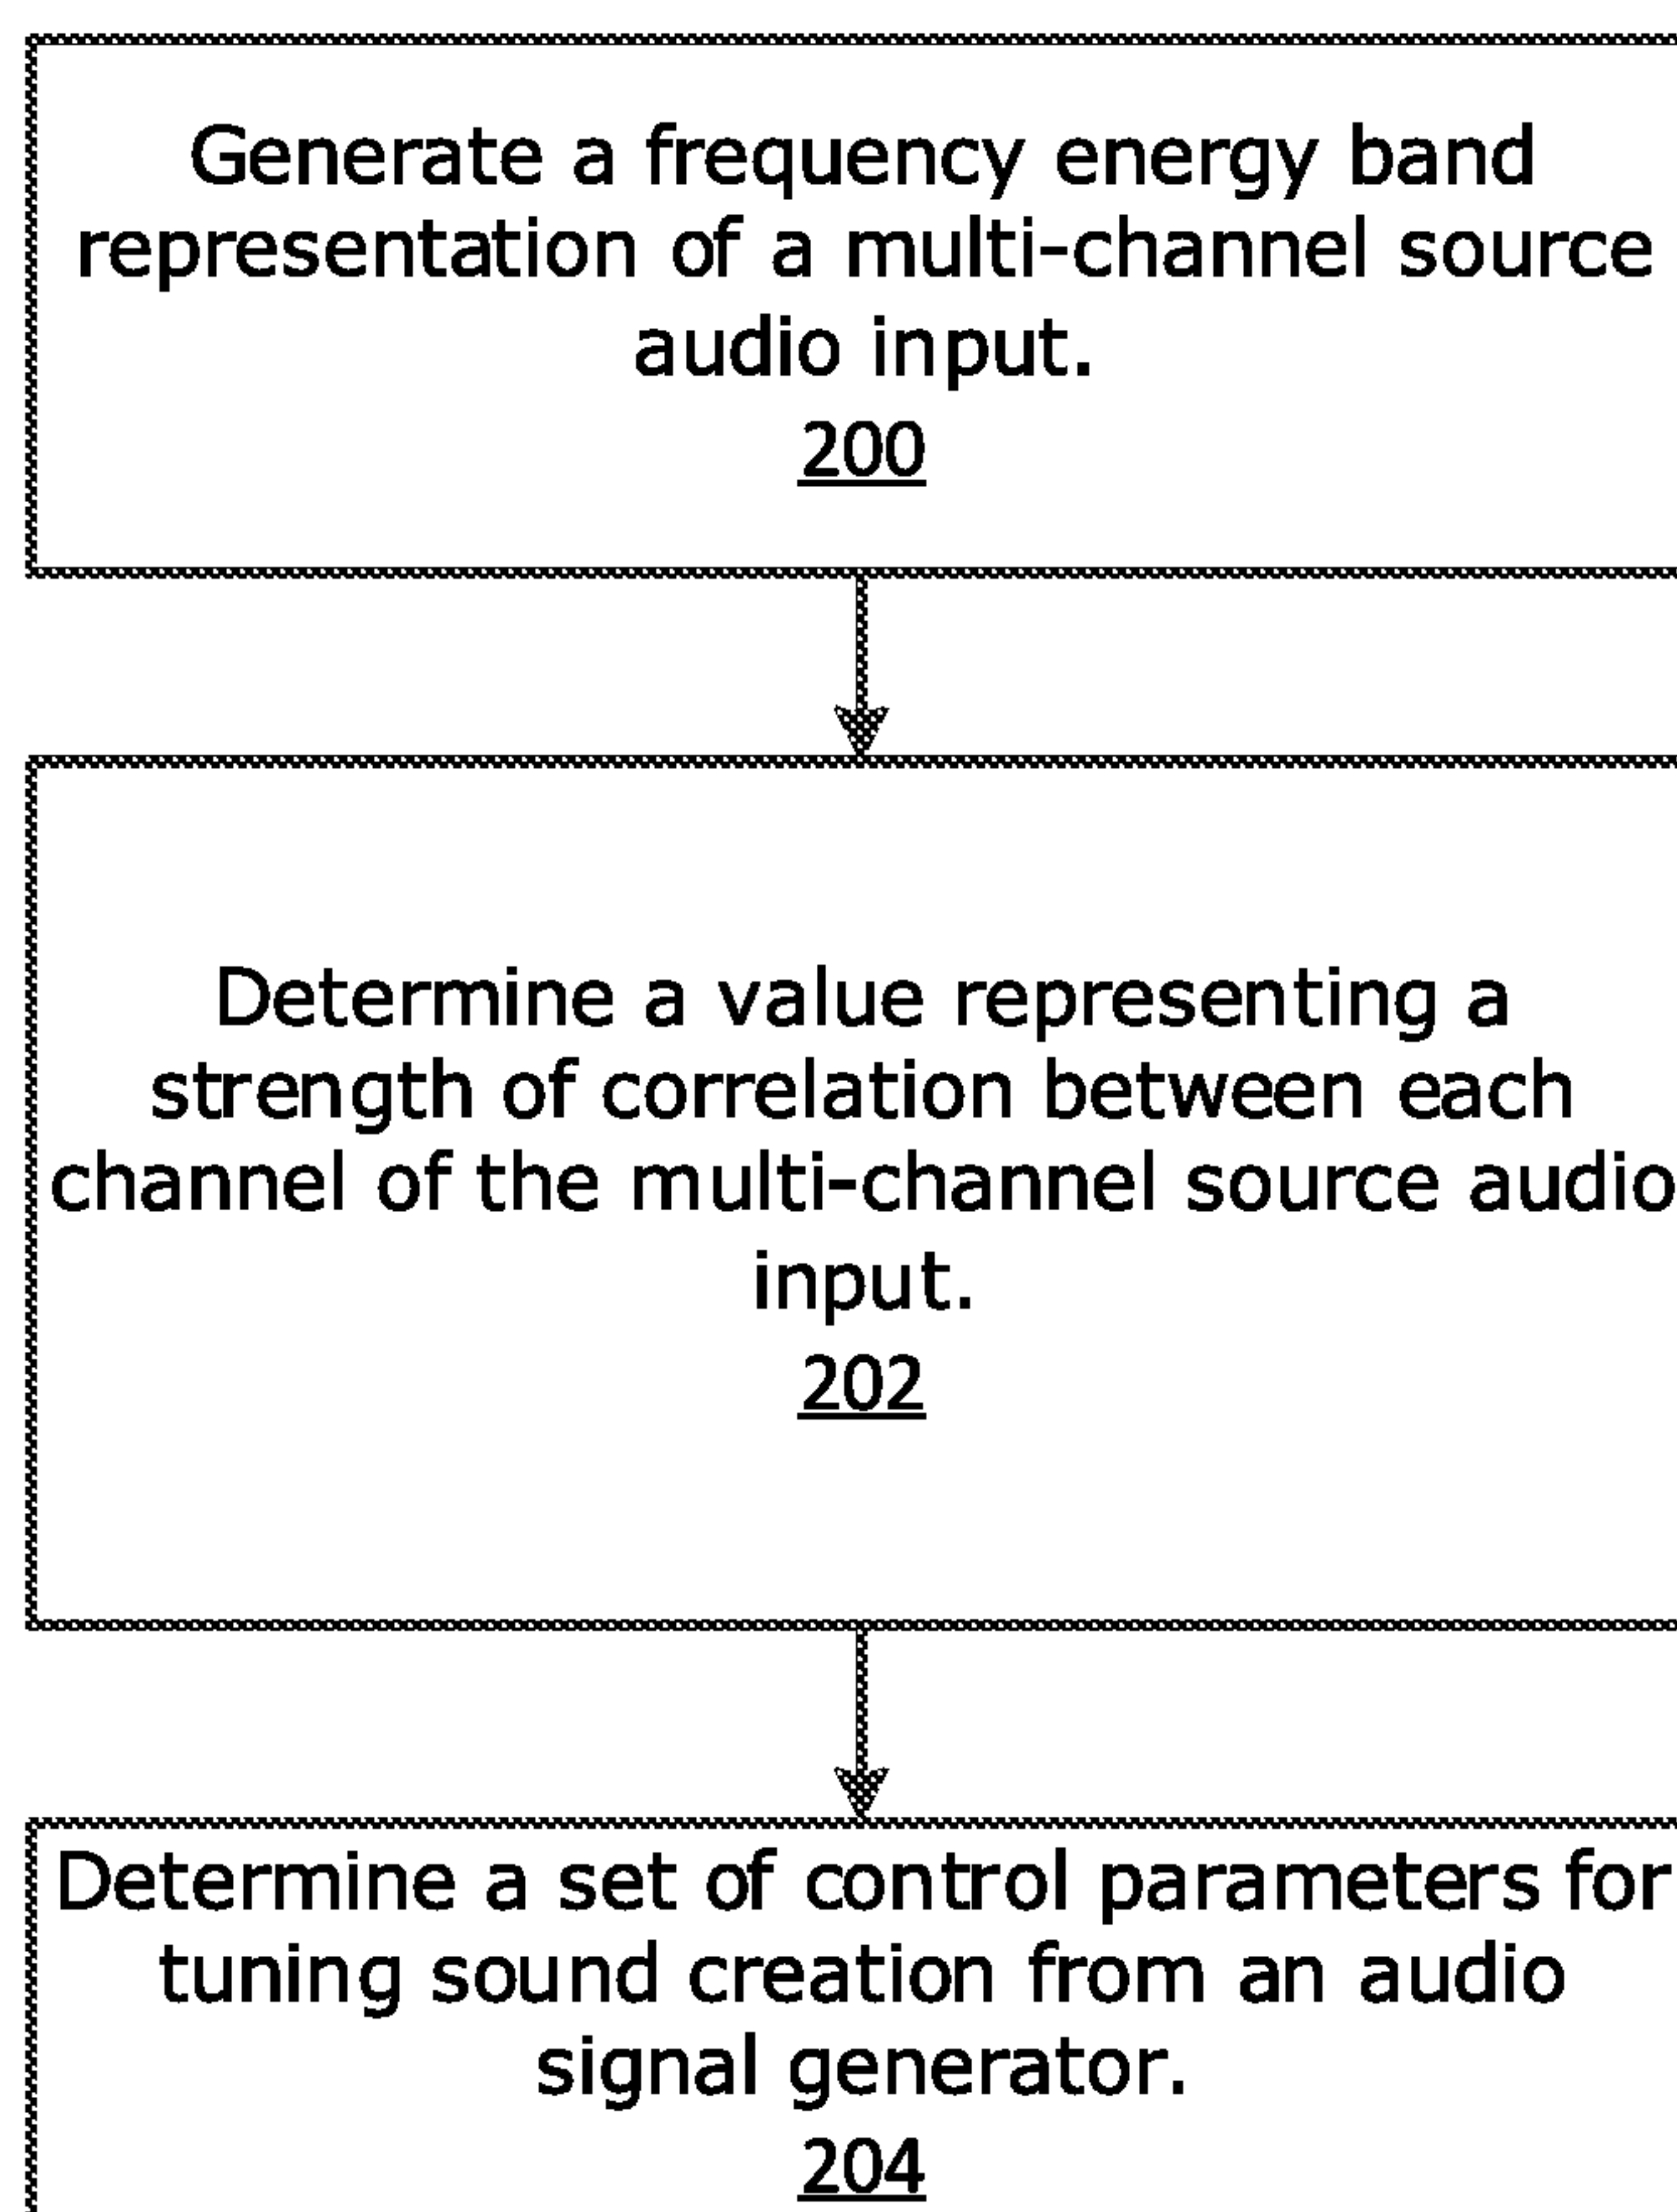 Generate a frequency energy band
representation of a multi-channel source
audio input.
200
Determine a value representing a
strength of correlation between each
channel of the multi-channel source audio
input.
202
Determine a set of control parameters for
tuning sound creation from an audio
signal generator.
204